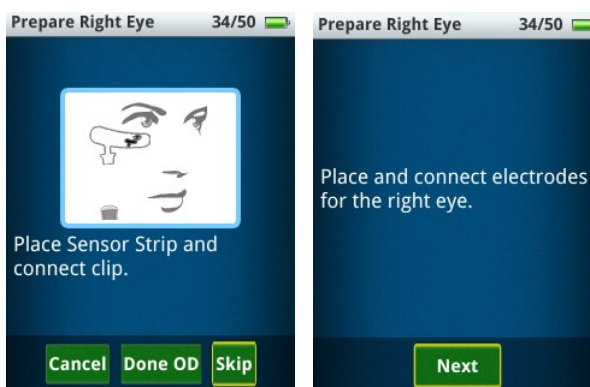 Prepare Right Eye 34/50
Place Sensor Strip and
connect clip.
Cancel Done OD Skip
Prepare Right Eye 34/50
Place and connect electrodes
for the right eye.
Next